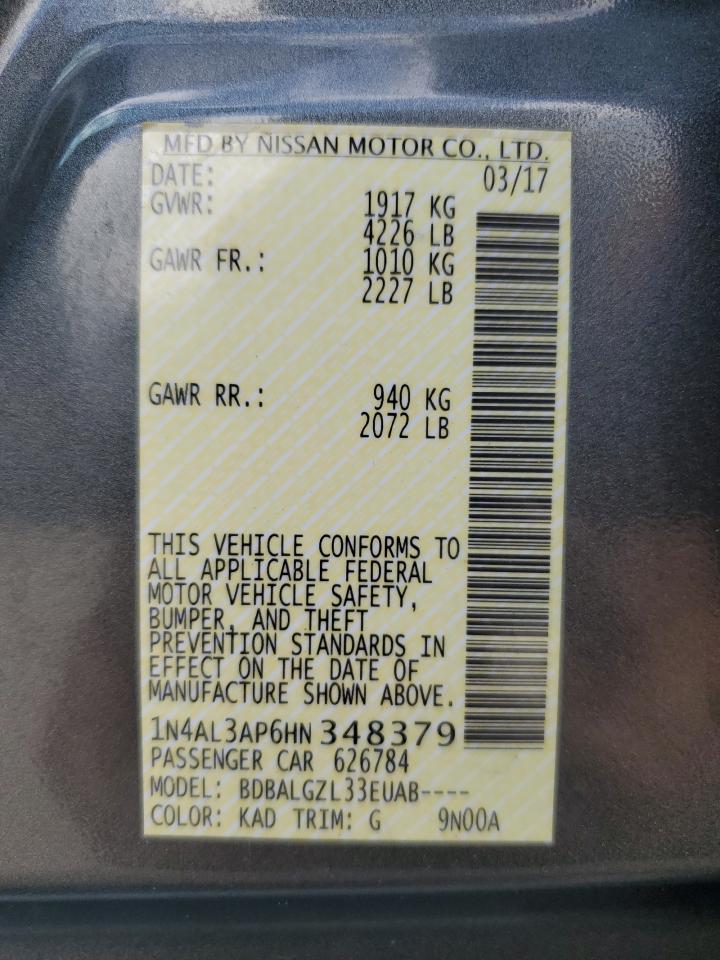 MFD BY NISSAN MOTOR CO., LTD.
DATE: 03/17
GVWR: 1917 KG
4226 LB
GAWR FR.: 1010 KG
2227 LB
GAWR RR.: 940 KG
2072 LB
THIS VEHICLE CONFORMS TO
ALL APPLICABLE FEDERAL
MOTOR VEHICLE SAFETY,
BUMPER, AND THEFT
PREVENTION STANDARDS IN
EFFECT ON THE DATE OF
MANUFACTURE SHOWN ABOVE.
1N4AL3AP6HN 348379
PASSENGER CAR 626784
MODEL: BDBALGZL33EUAB----
COLOR: KAD TRIM: G 9N00A